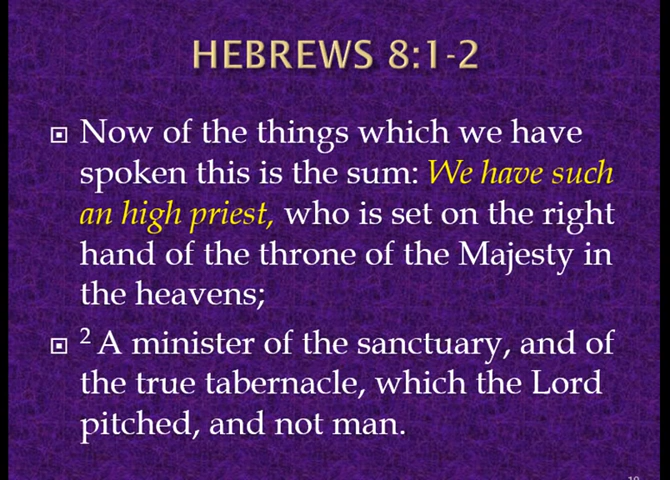 HEBREWS 8:1-2
Now of the things which we have
spoken this is the sum: We have such
an high priest, who is set on the right
hand of the throne of the Majesty in
the heavens;
2 A minister of the sanctuary, and of
the true tabernacle, which the Lord
pitched, and not man.